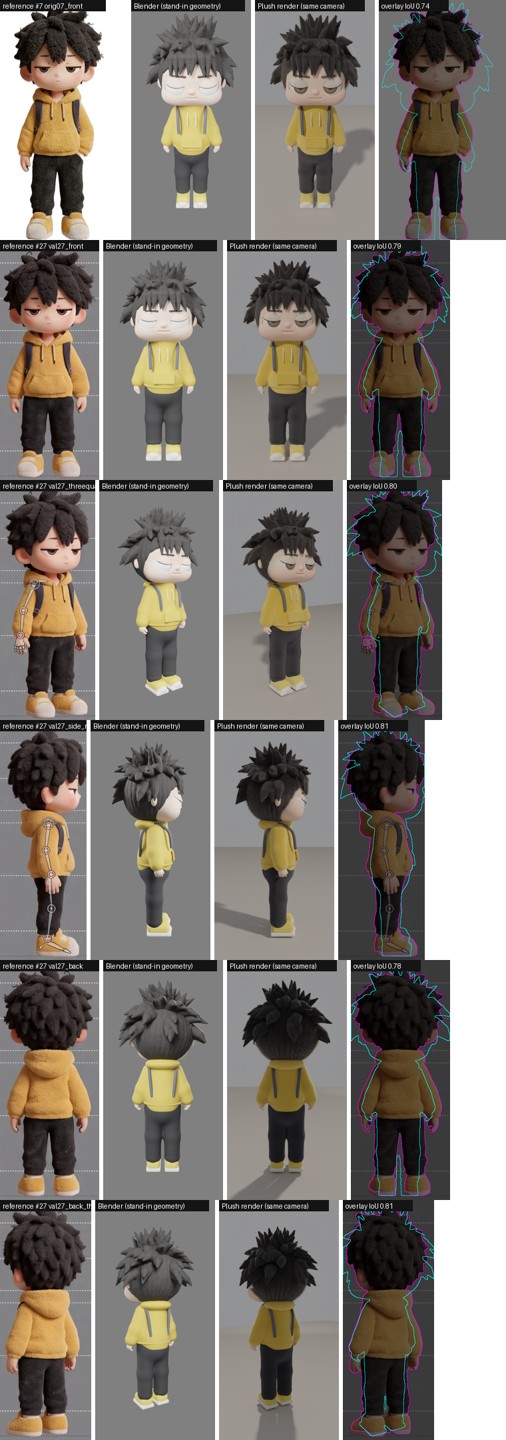 reference #7 orig07_front
Blender (stand-in geometry)
Plush render (same camera)
overlay IoU 0.74
reference #27 val27_front
Blender (stand-in geometry)
Plush render (same camera)
overlay IoU 0.79
reference #27 val27_threequ
Blender (stand-in geometry)
Plush render (same camera)
overlay IoU 0.80
reference #27 val27_side_
Blender (stand-in geometry)
Plush render (same camera)
overlay IoU 0.81
reference #27 val27_back
Blender (stand-in geometry)
Plush render (same camera)
overlay IoU 0.78
reference #27 val27_back_th
Blender (stand-in geometry)
Plush render (same camera)
overlay IoU 0.81